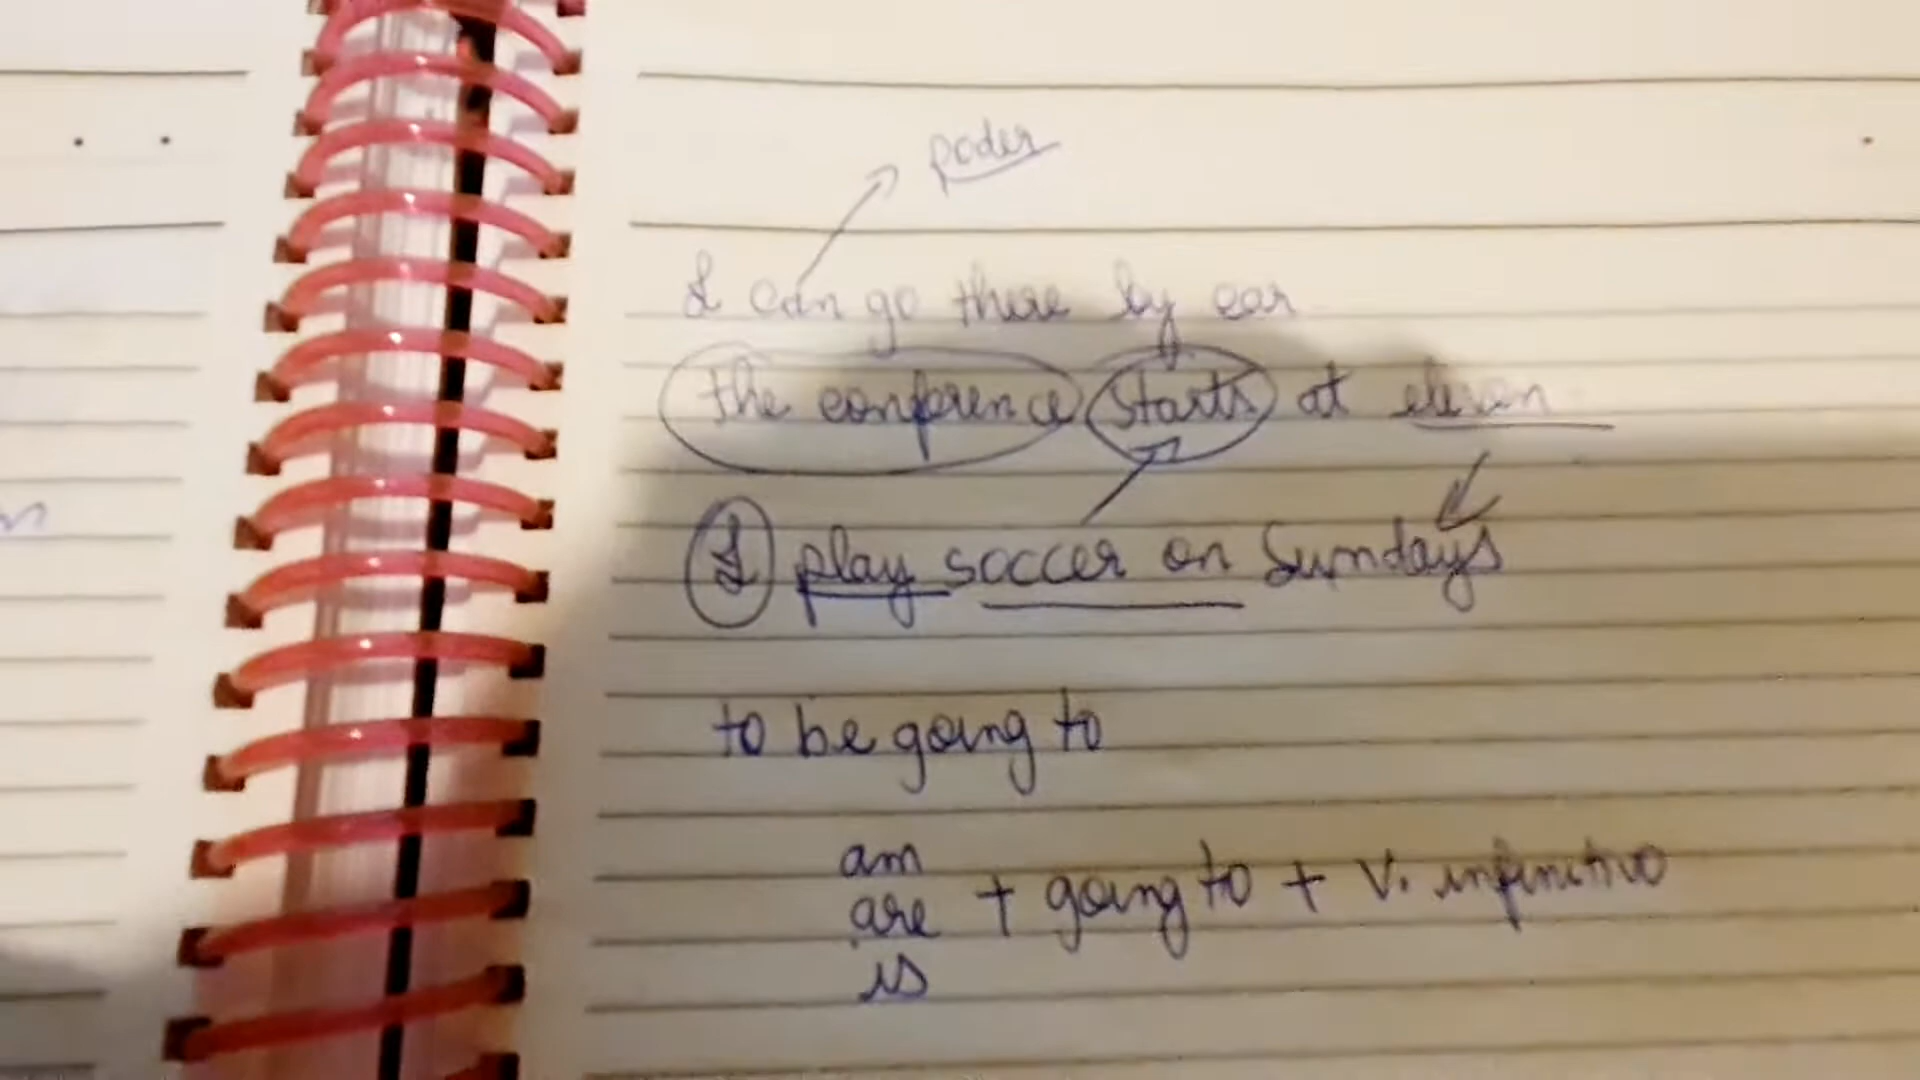 poder
I can go there by car
the conference starts at eleven
I play soccer on Sundays
to be going to
am
are + going to + v. infinitivo
is